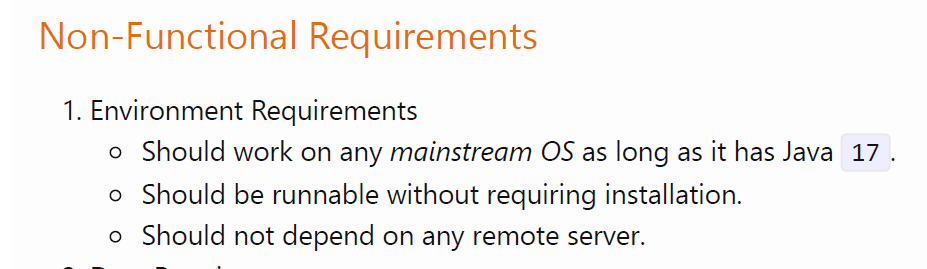 Non-Functional Requirements
1. Environment Requirements
Should work on any mainstream OS as long as it has Java 17.
Should be runnable without requiring installation.
Should not depend on any remote server.